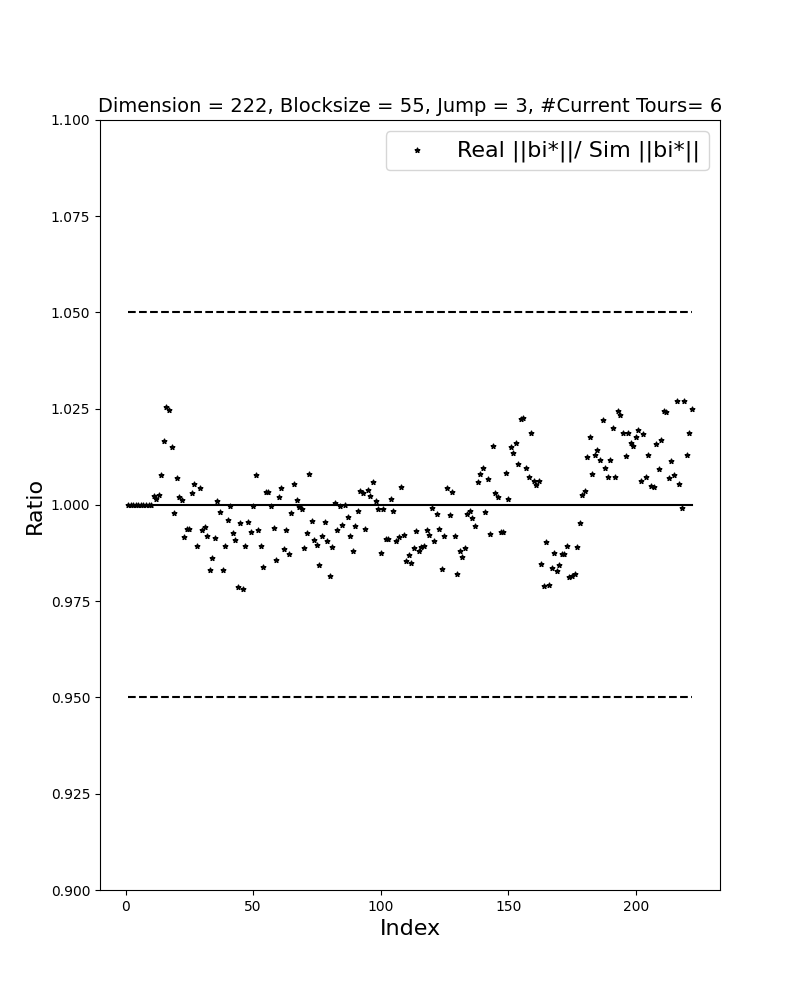 Dimension = 222, Blocksize = 55, Jump = 3, #Current Tours= 6
1.100
Real ||bi*||/ Sim ||bi*||
1.075
1.050
1.025
1.000
Ratio
0.975
0.950
0.925
0.900
0 50 100 150 200
Index